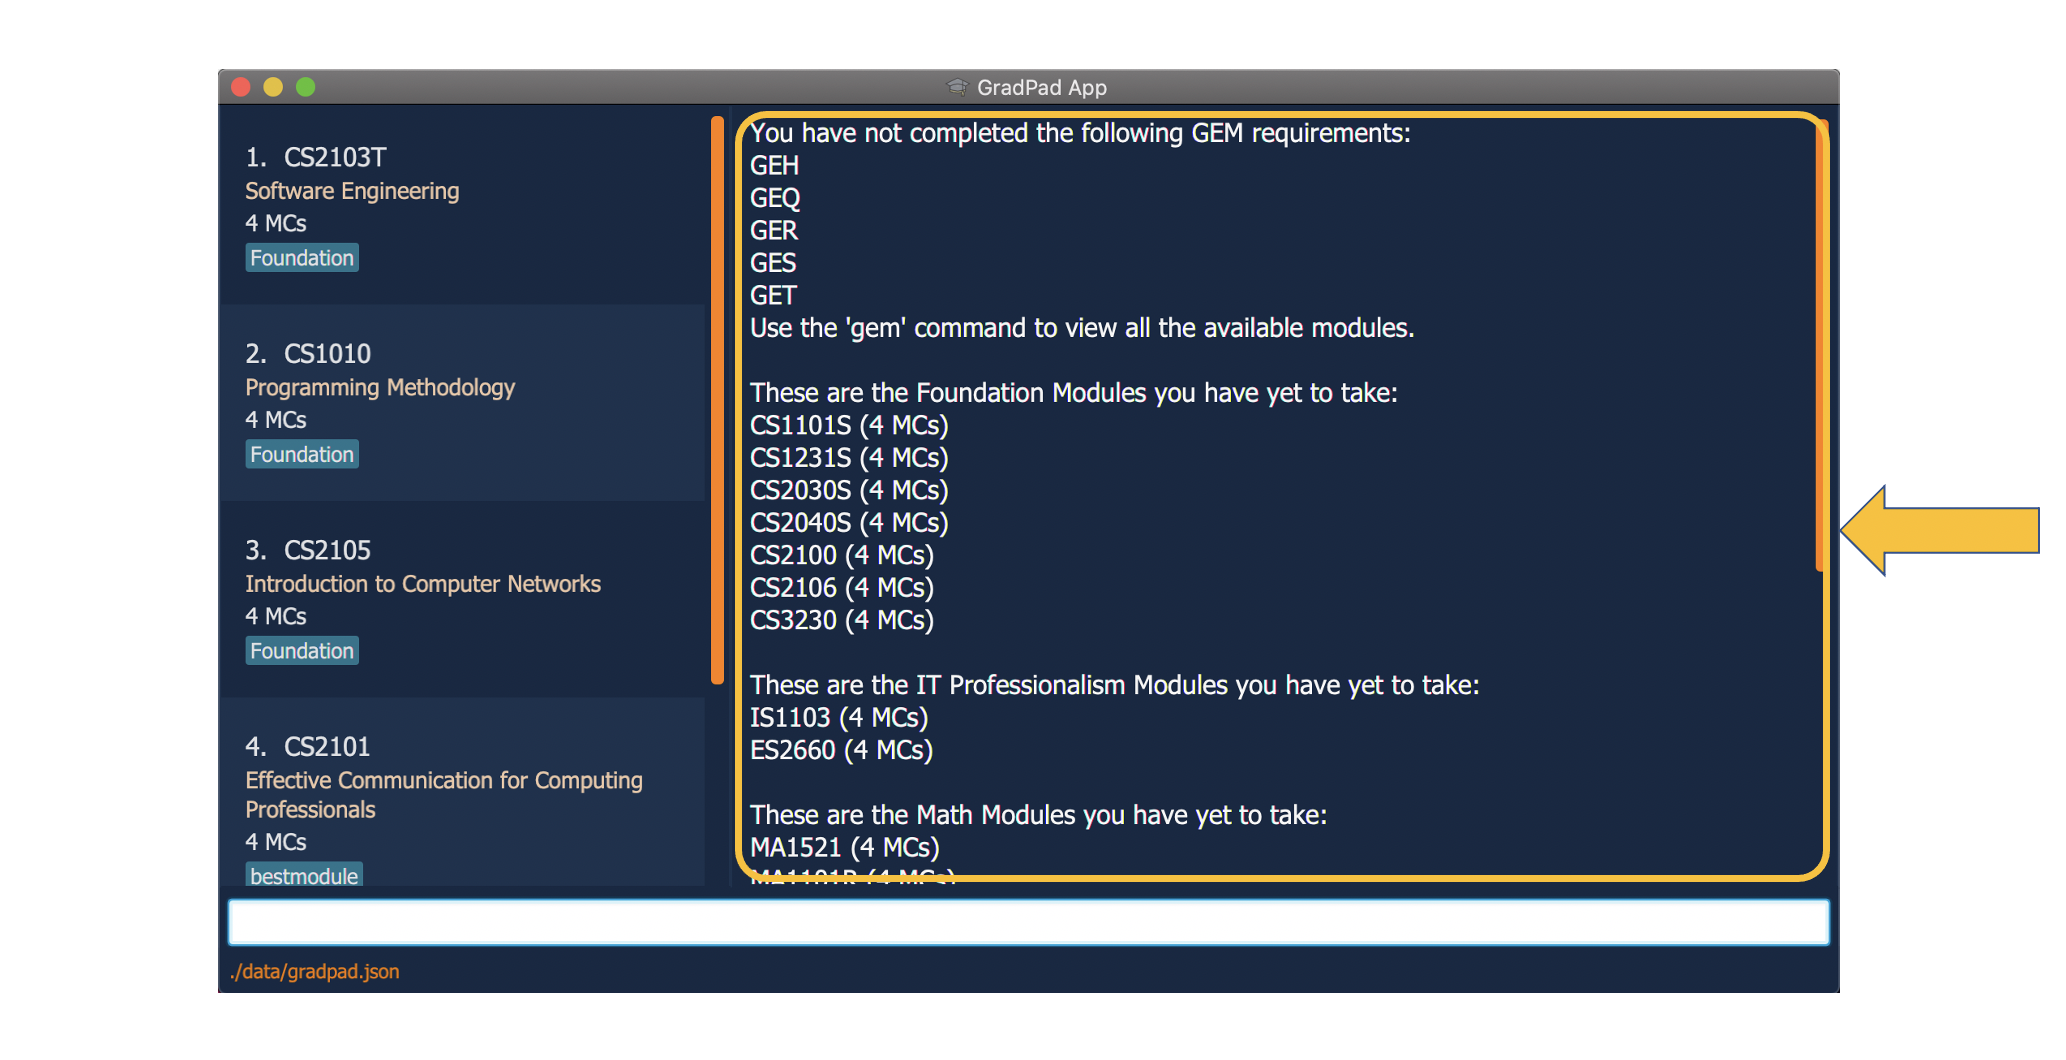 GradPad App
1. CS2103T
Software Engineering
4 MCs
Foundation
2. CS1010
Programming Methodology
4 MCs
Foundation
3. CS2105
Introduction to Computer Networks
4 MCs
Foundation
4. CS2101
Effective Communication for Computing
Professionals
4 MCs
bestmodule
You have not completed the following GEM requirements:
GEH
GEQ
GER
GES
GET
Use the 'gem' command to view all the available modules.
These are the Foundation Modules you have yet to take:
CS1101S (4 MCs)
CS1231S (4 MCs)
CS2030S (4 MCs)
CS2040S (4 MCs)
CS2100 (4 MCs)
CS2106 (4 MCs)
CS3230 (4 MCs)
These are the IT Professionalism Modules you have yet to take:
IS1103 (4 MCs)
ES2660 (4 MCs)
These are the Math Modules you have yet to take:
MA1521 (4 MCs)
MA1101R (4 MCs)
./data/gradpad.json